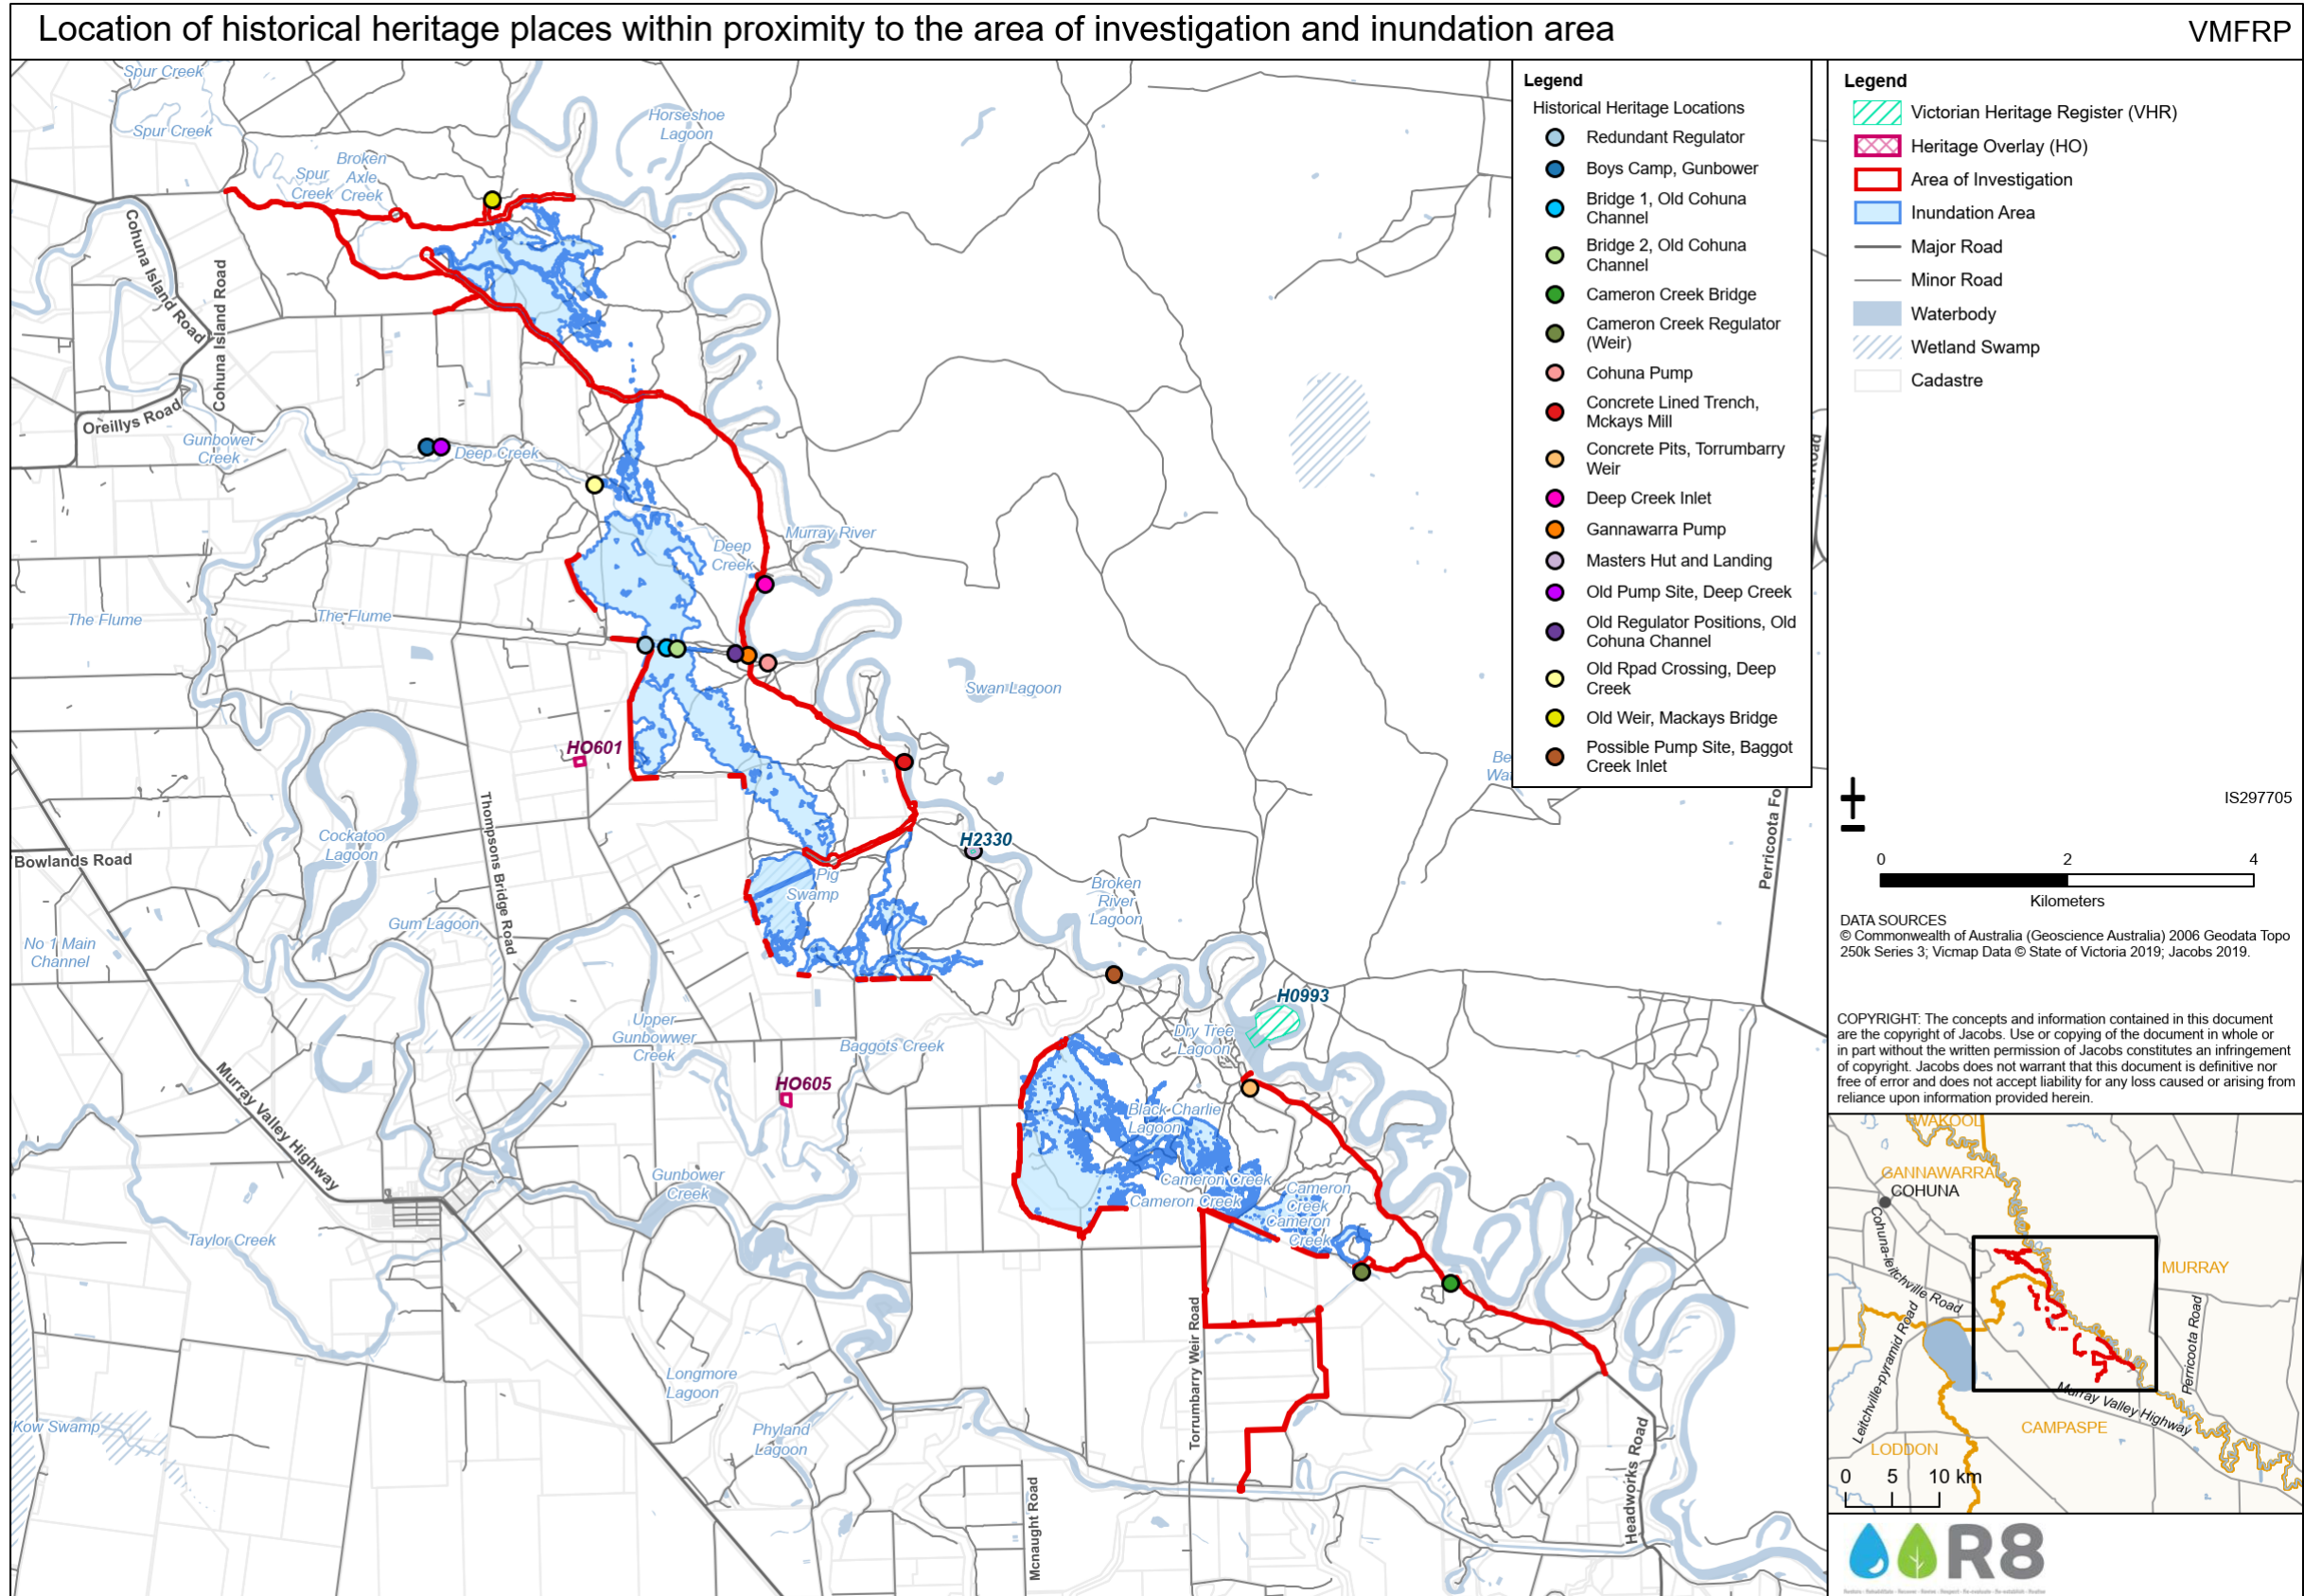 Location of historical heritage places within proximity to the area of investigation and inundation area
VMFRP
Spur Creek
Spur Creek
Horseshoe
Lagoon
Broken
Axle
Creek
Spur
Creek
Cohuna Island Road
Cohuna Island Road
Oreillys Road
Gunbower
Creek
Deep Creek
Murray River
Deep
Creek
The Flume
The Flume
Swan Lagoon
HO601
Thompsons Bridge Road
Cockatoo
Lagoon
Bowlands Road
H2330
Pig
Swamp
Broken
River
Lagoon
Gum Lagoon
No 1 Main
Channel
H0993
Upper
Gunbowwer
Creek
Dry Tree
Lagoon
Baggots Creek
HO605
Murray Valley Highway
Black Charlie
Lagoon
Gunbower
Creek
Cameron Creek
Cameron Creek
Cameron
Creek
Cameron
Creek
Taylor Creek
Torrumbarry Weir Road
Longmore
Lagoon
Kow Swamp
Phyland
Lagoon
Mcnaught Road
Headworks Road
Perricoota Fo
Be
Wa
Legend
Historical Heritage Locations
Redundant Regulator
Boys Camp, Gunbower
Bridge 1, Old Cohuna
Channel
Bridge 2, Old Cohuna
Channel
Cameron Creek Bridge
Cameron Creek Regulator
(Weir)
Cohuna Pump
Concrete Lined Trench,
Mckays Mill
Concrete Pits, Torrumbarry
Weir
Deep Creek Inlet
Gannawarra Pump
Masters Hut and Landing
Old Pump Site, Deep Creek
Old Regulator Positions, Old
Cohuna Channel
Old Rpad Crossing, Deep
Creek
Old Weir, Mackays Bridge
Possible Pump Site, Baggot
Creek Inlet
Legend
Victorian Heritage Register (VHR)
Heritage Overlay (HO)
Area of Investigation
Inundation Area
Major Road
Minor Road
Waterbody
Wetland Swamp
Cadastre
IS297705
0 2 4
Kilometers
DATA SOURCES
© Commonwealth of Australia (Geoscience Australia) 2006 Geodata Topo
250k Series 3; Vicmap Data © State of Victoria 2019; Jacobs 2019.
COPYRIGHT: The concepts and information contained in this document
are the copyright of Jacobs. Use or copying of the document in whole or
in part without the written permission of Jacobs constitutes an infringement
of copyright. Jacobs does not warrant that this document is definitive nor
free of error and does not accept liability for any loss caused or arising from
reliance upon information provided herein.
WAKOOL
GANNAWARRA
COHUNA
Cohuna-leitchville Road
MURRAY
Leitchville-pyramid Road
Perricoota Road
Murray Valley Highway
CAMPASPE
LODDON
0 5 10 km
R8